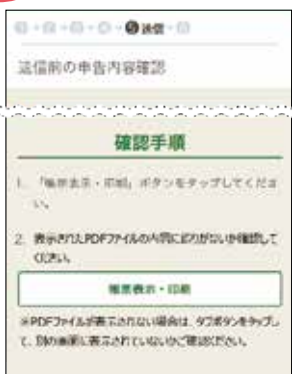 ❺送信
送信前の申告内容確認
確認手順
1. 「帳票表示・印刷」ボタンをタップしてくださ
い。
2. 表示されたPDFファイルの内容に誤りがないか確認して
ください。
帳票表示・印刷
※PDFファイルが表示されない場合は、タブボタンをタップし
て、別の画面に表示されていないかご確認ください。